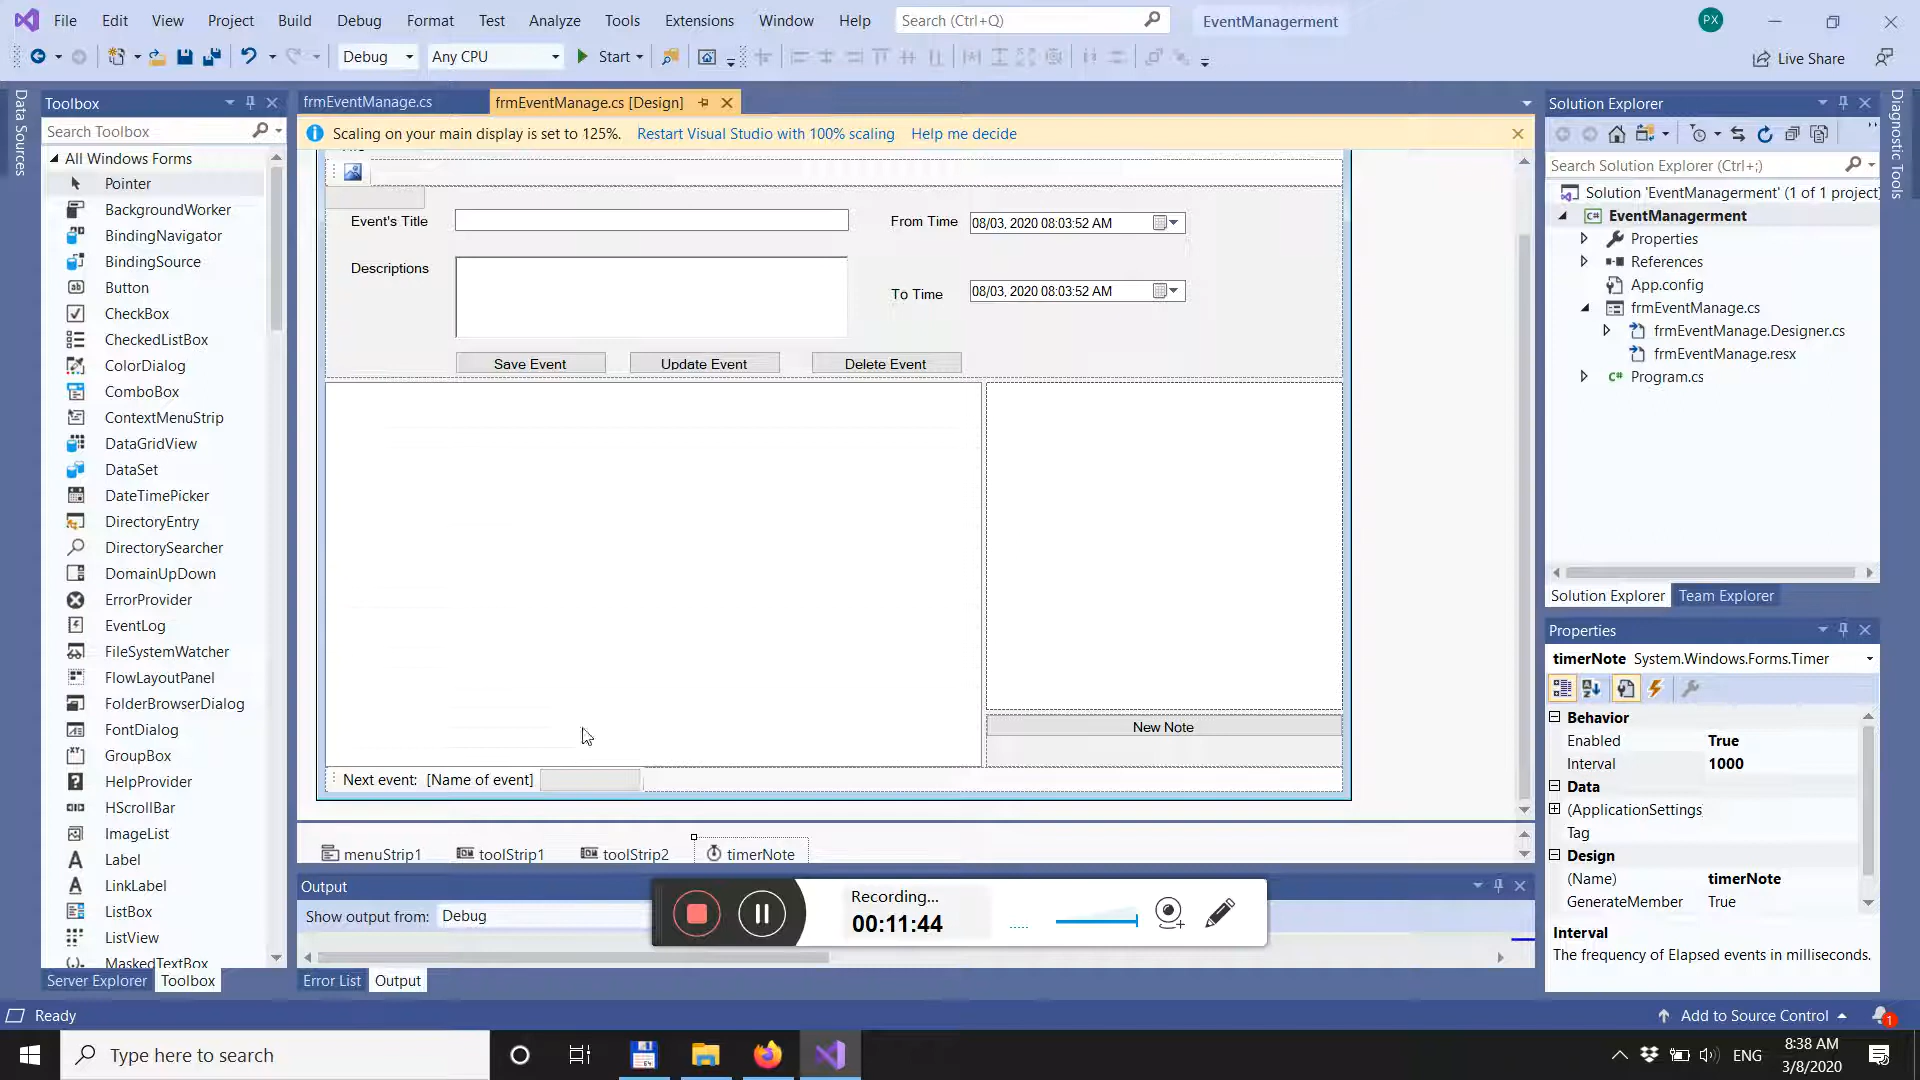 File Edit View Project Build Debug Format Test Analyze Tools Extensions Window Help Search (Ctrl+Q) EventManagerment PX
Debug Any CPU Start Live Share
Data Sources
Toolbox
Search Toolbox
All Windows Forms
Pointer
BackgroundWorker
BindingNavigator
BindingSource
Button
CheckBox
CheckedListBox
ColorDialog
ComboBox
ContextMenuStrip
DataGridView
DataSet
DateTimePicker
DirectoryEntry
DirectorySearcher
DomainUpDown
ErrorProvider
EventLog
FileSystemWatcher
FlowLayoutPanel
FolderBrowserDialog
FontDialog
GroupBox
HelpProvider
HScrollBar
ImageList
Label
LinkLabel
ListBox
ListView
MaskedTextBox
Server Explorer Toolbox
frmEventManage.cs frmEventManage.cs [Design]
Scaling on your main display is set to 125%. Restart Visual Studio with 100% scaling Help me decide
Event's Title From Time 08/03, 2020 08:03:52 AM
Descriptions
To Time 08/03, 2020 08:03:52 AM
Save Event Update Event Delete Event
New Note
Next event: [Name of event]
menuStrip1 toolStrip1 toolStrip2 timerNote
Output
Show output from: Debug
Recording...
00:11:44
Error List Output
Solution Explorer
Search Solution Explorer (Ctrl+;)
Solution 'EventManagerment' (1 of 1 project)
EventManagerment
Properties
References
App.config
frmEventManage.cs
frmEventManage.Designer.cs
frmEventManage.resx
C# Program.cs
Solution Explorer Team Explorer
Diagnostic Tools
Properties
timerNote System.Windows.Forms.Timer
Behavior
Enabled True
Interval 1000
Data
(ApplicationSettings
Tag
Design
(Name) timerNote
GenerateMember True
Interval
The frequency of Elapsed events in milliseconds.
Ready Add to Source Control 1
Type here to search ENG 8:38 AM
3/8/2020